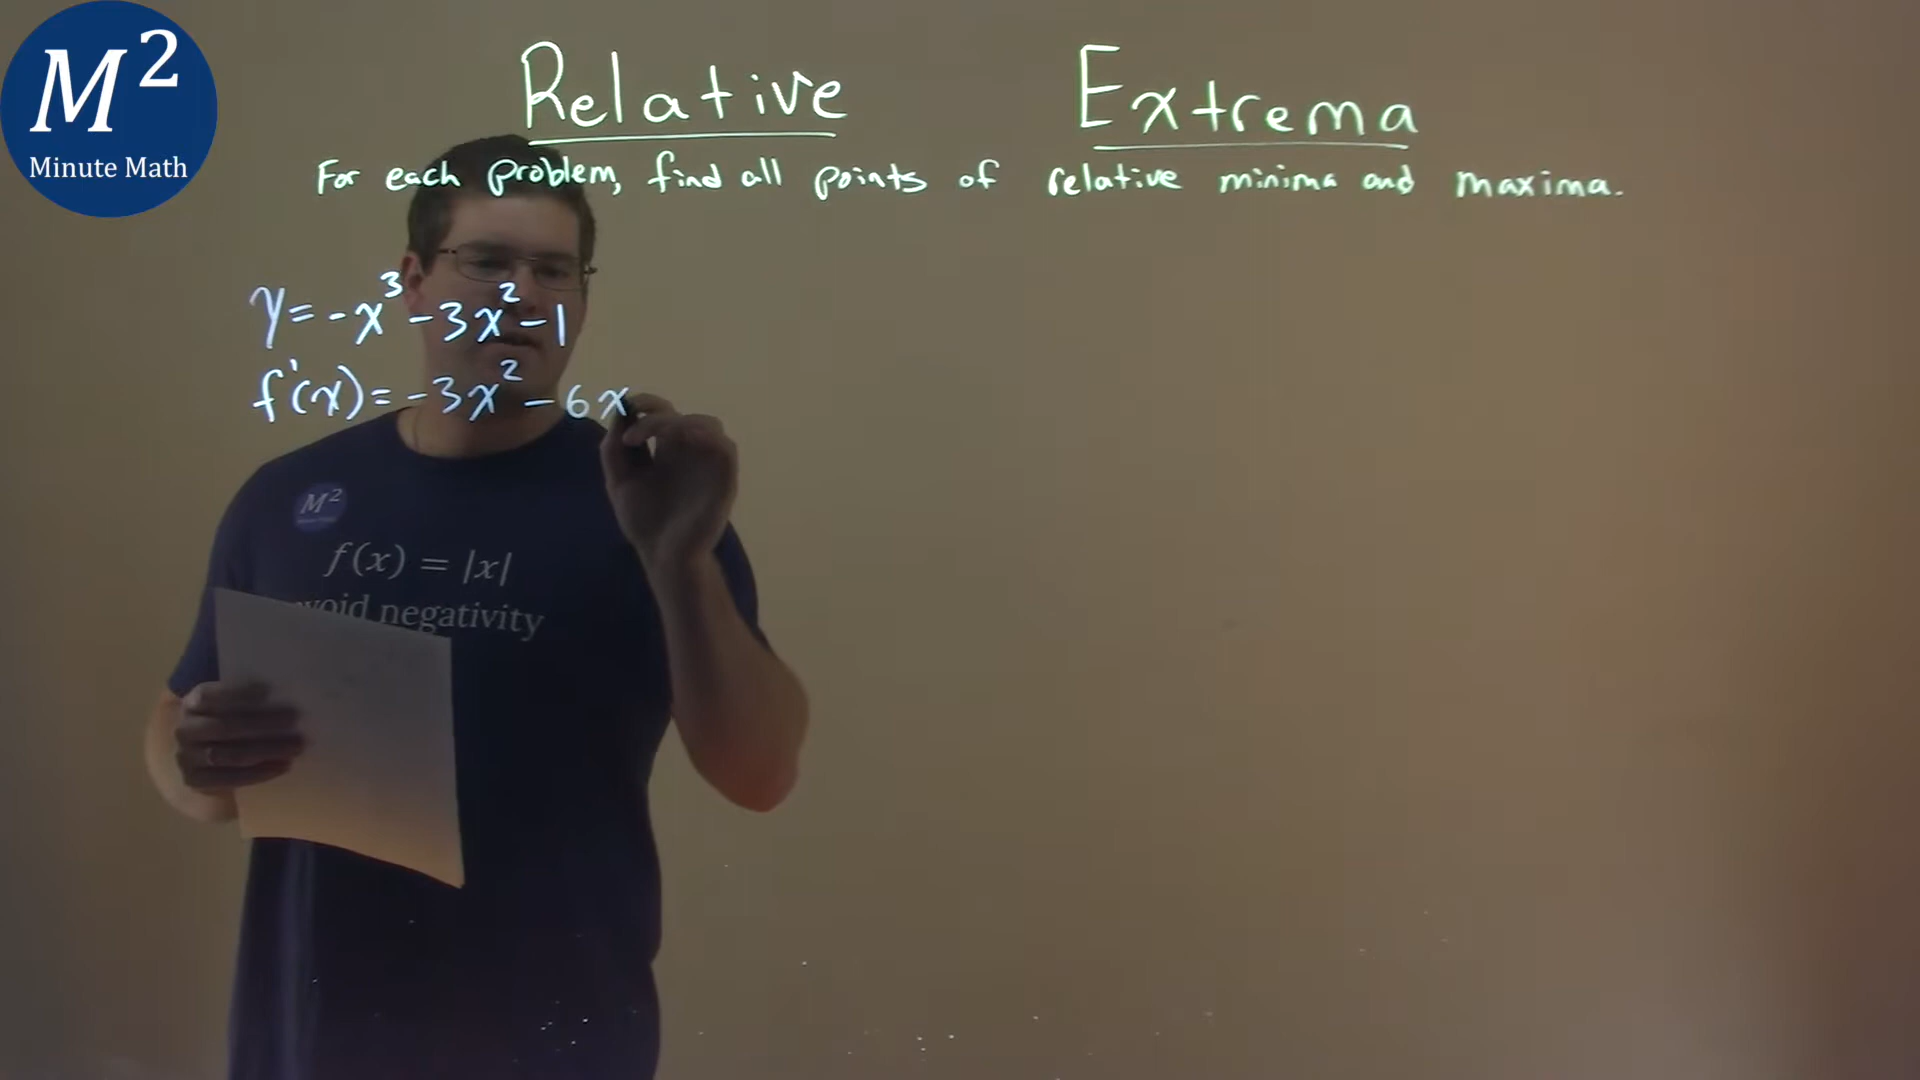 M²
Minute Math
Relative Extrema
For each problem, find all points of relative minima and maxima.
y = -x³ - 3x² - 1
f'(x) = -3x² - 6x
M²
f(x) = |x|
negativity